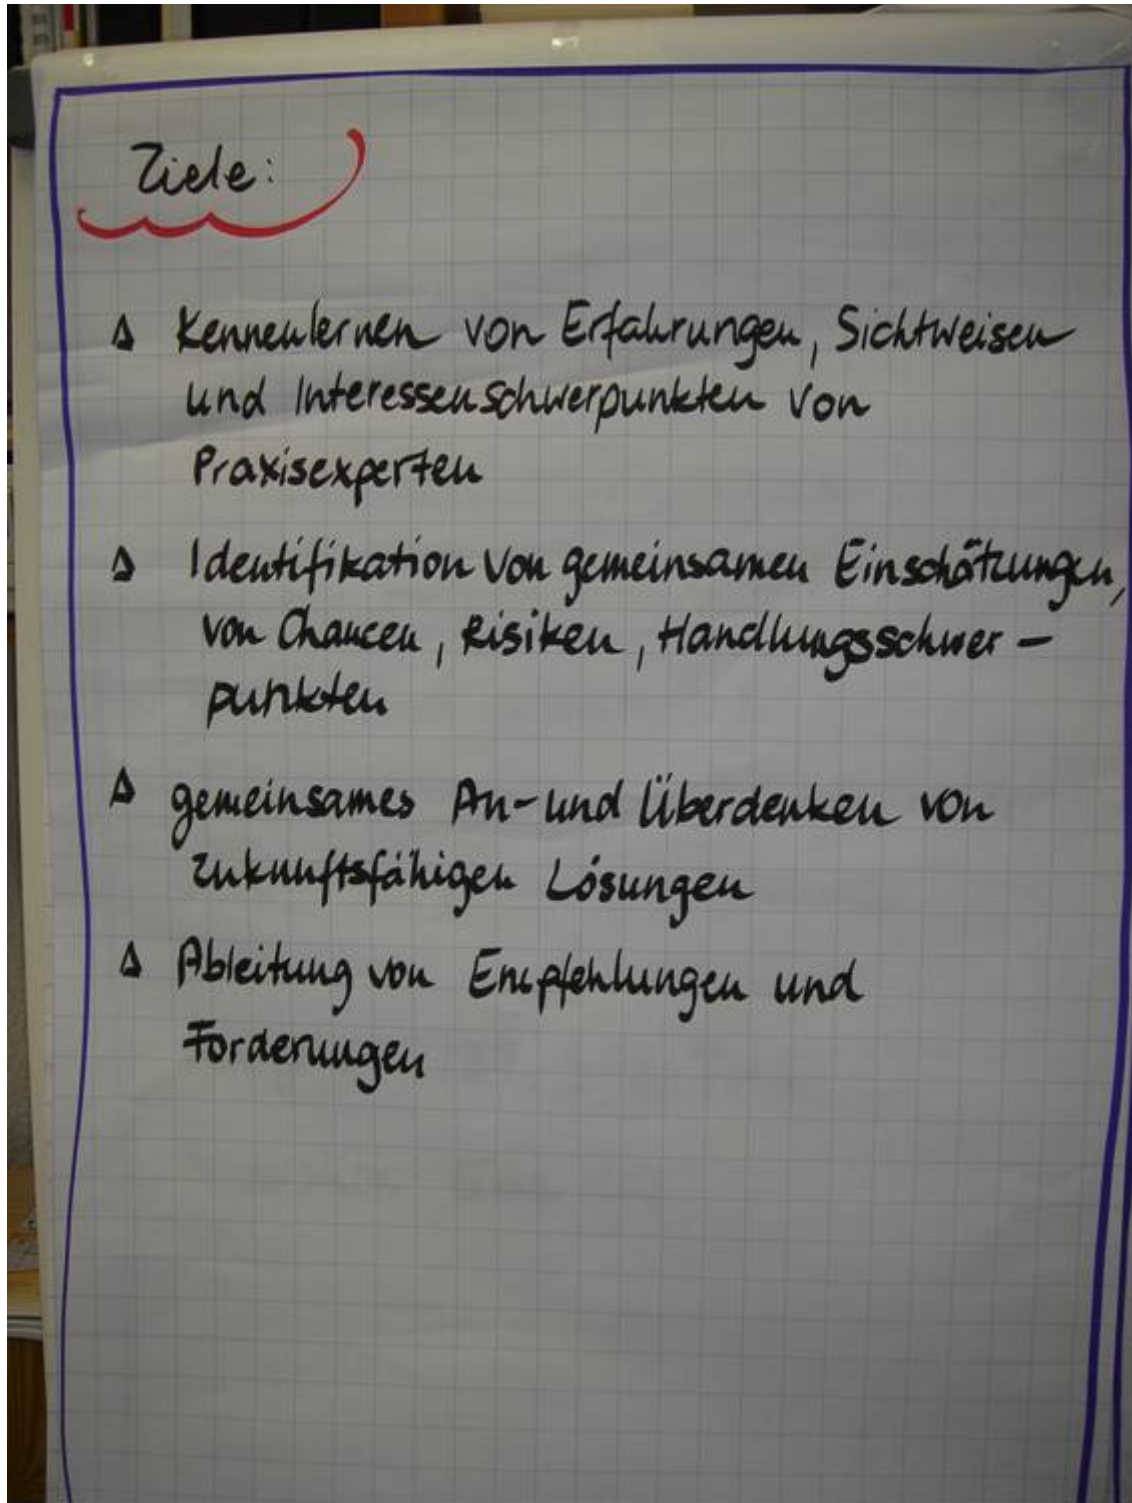 Ziele:
Δ Kennenlernen von Erfahrungen, Sichtweisen
und Interessenschwerpunkten von
Praxisexperten
Δ Identifikation von gemeinsamen Einschätzungen,
von Chancen, Risiken, Handlungsschwer-
punkten
Δ gemeinsames An- und Überdenken von
zukunftsfähigen Lösungen
Δ Ableitung von Empfehlungen und
Forderungen